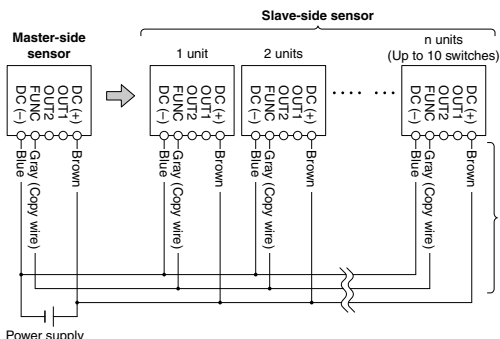 Slave-side sensor
Master-side
sensor
1 unit
2 units
n units
(Up to 10 switches)
DC (–)
FUNC
OUT2
OUT1
DC (+)
DC (–)
FUNC
OUT2
OUT1
DC (+)
DC (–)
FUNC
OUT2
OUT1
DC (+)
DC (–)
FUNC
OUT2
OUT1
DC (+)
Blue
Gray (Copy wire)
Brown
Blue
Gray (Copy wire)
Brown
Blue
Gray (Copy wire)
Brown
Blue
Gray (Copy wire)
Brown
Power supply